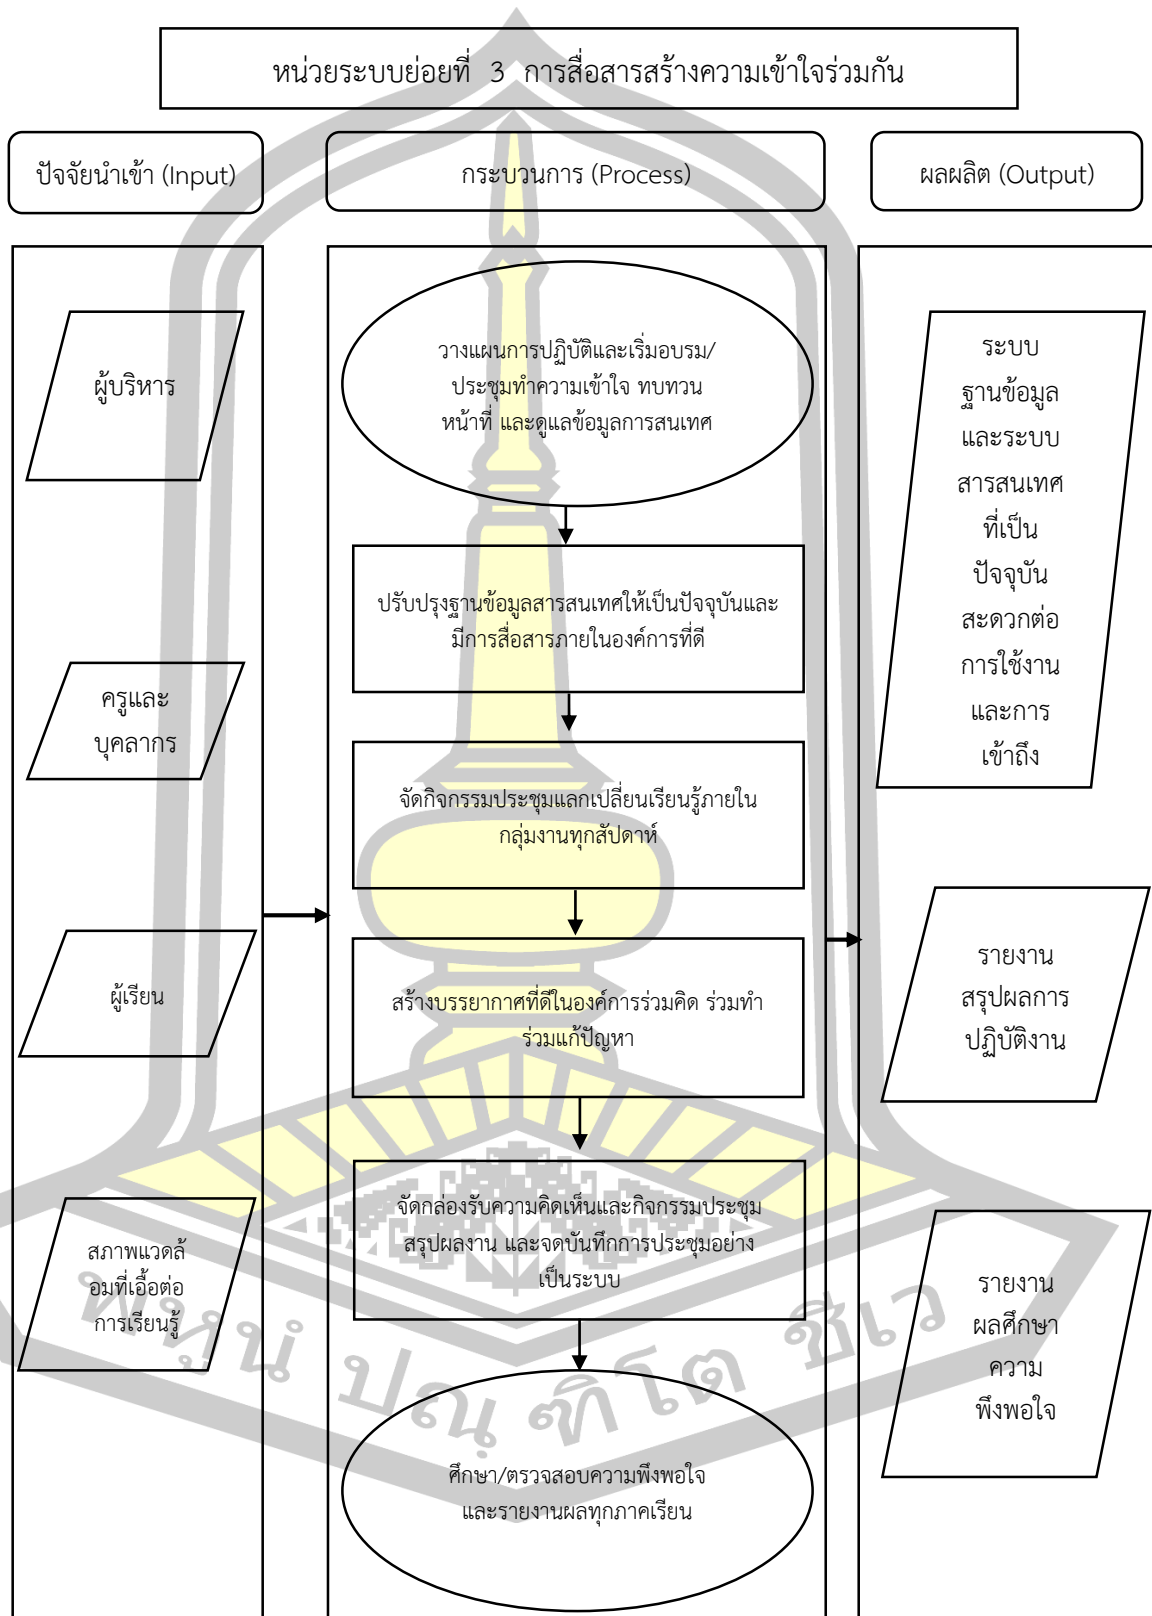 หน่วยระบบย่อยที่ 3 การสื่อสารสร้างความเข้าใจร่วมกัน
ปัจจัยนำเข้า (Input)
กระบวนการ (Process)
ผลผลิต (Output)
ผู้บริหาร
ครูและ
บุคลากร
ผู้เรียน
สภาพแวดล้
อมที่เอื้อต่อ
การเรียนรู้
วางแผนการปฏิบัติและเริ่มอบรม/
ประชุมทำความเข้าใจ ทบทวน
หน้าที่ และดูแลข้อมูลการสนเทศ
ปรับปรุงฐานข้อมูลสารสนเทศให้เป็นปัจจุบันและ
มีการสื่อสารภายในองค์การที่ดี
จัดกิจกรรมประชุมแลกเปลี่ยนเรียนรู้ภายใน
กลุ่มงานทุกสัปดาห์
สร้างบรรยากาศที่ดีในองค์การร่วมคิด ร่วมทำ
ร่วมแก้ปัญหา
จัดกล่องรับความคิดเห็นและกิจกรรมประชุม
สรุปผลงาน และจดบันทึกการประชุมอย่าง
เป็นระบบ
ศึกษา/ตรวจสอบความพึงพอใจ
และรายงานผลทุกภาคเรียน
ระบบ
ฐานข้อมูล
และระบบ
สารสนเทศ
ที่เป็น
ปัจจุบัน
สะดวกต่อ
การใช้งาน
และการ
เข้าถึง
รายงาน
สรุปผลการ
ปฏิบัติงาน
รายงาน
ผลศึกษา
ความ
พึงพอใจ
พหูนํ ปณฺฑิโต ชีเว